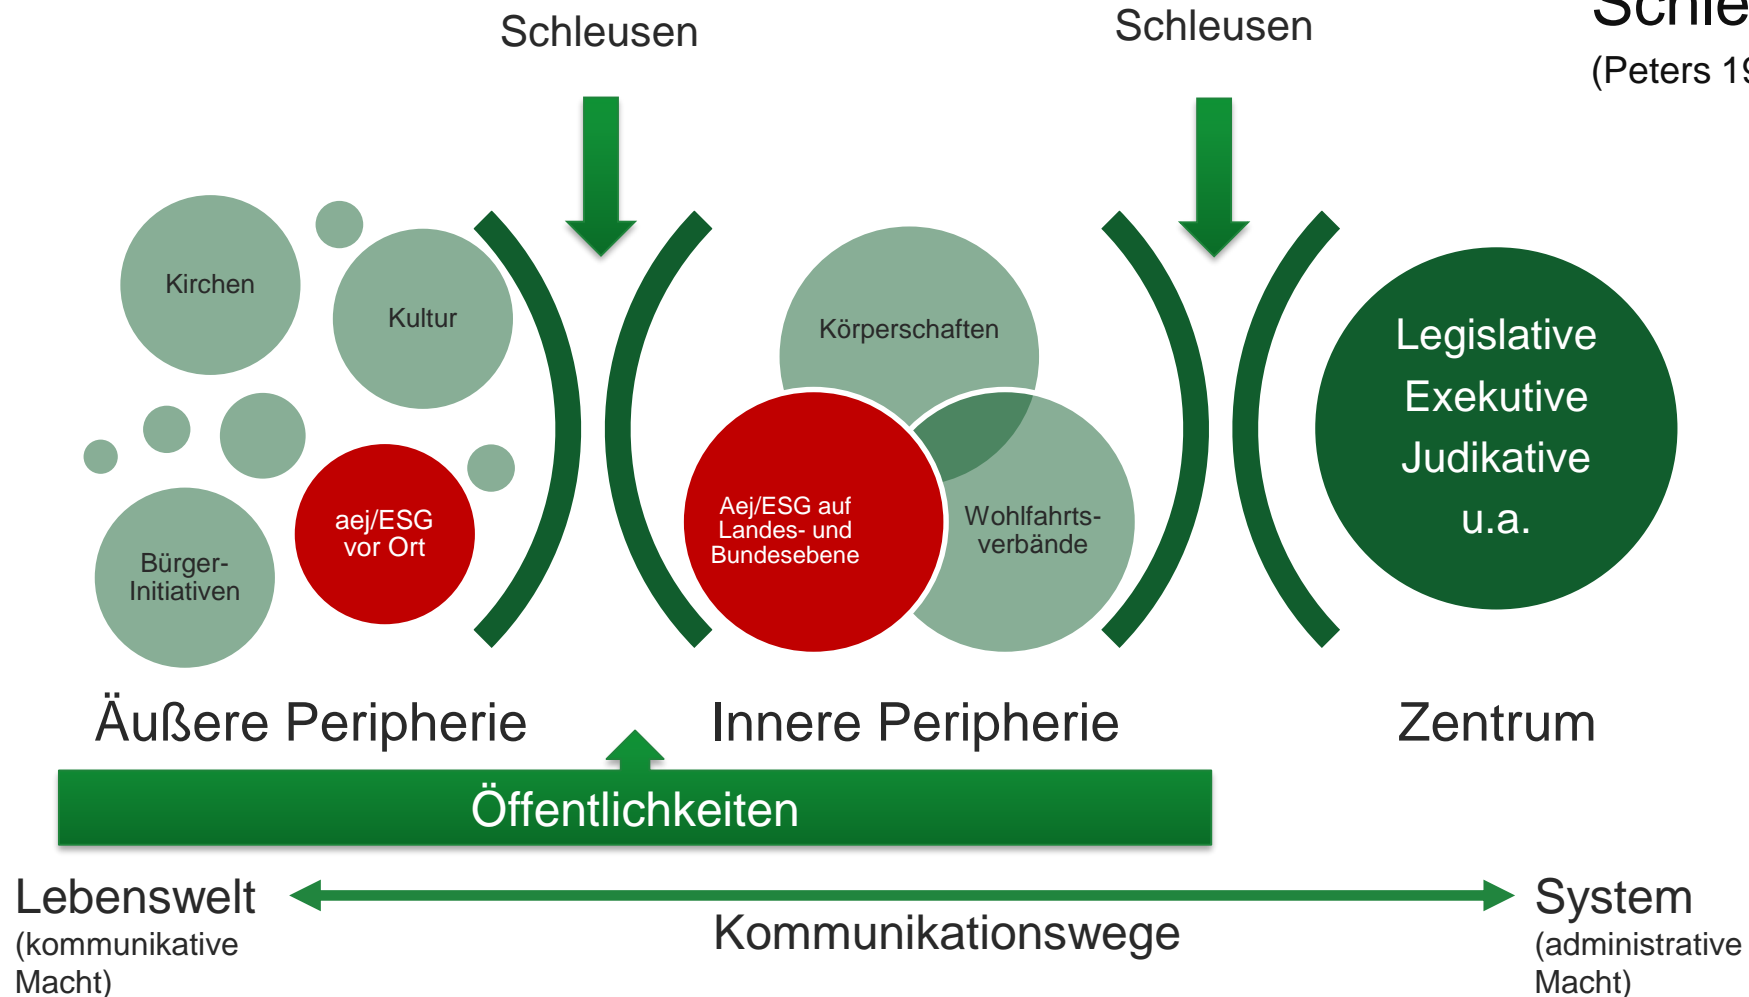 Schleusen
Schleusen
(Peters
Kirchen
Kultur
Bürger-
Initiativen
aej/ESG
vor Ort
Körperschaften
Aej/ESG auf
Landes- und
Bundesebene
Wohlfahrts-
verbände
Legislative
Exekutive
Judikative
u.a.
Äußere Peripherie
Innere Peripherie
Zentrum
Öffentlichkeiten
Lebenswelt
(kommunikative
Macht)
Kommunikationswege
System
(administrative
Macht)